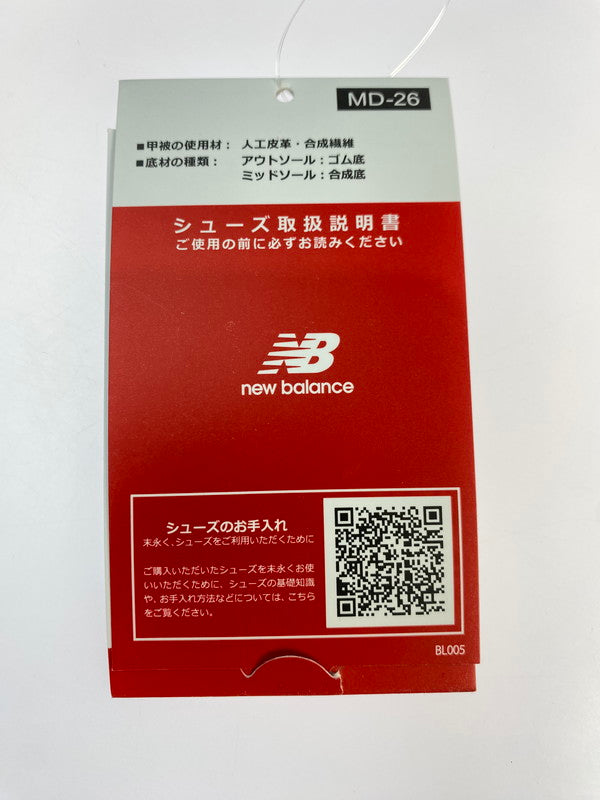 MD-26
■甲被の使用材： 人工皮革・合成繊維
■底材の種類： アウトソール：ゴム底
ミッドソール：合成底
シューズ取扱説明書
ご使用の前に必ずお読みください
NB
new balance
シューズのお手入れ
末永く、シューズをご利用いただくために
ご購入いただいたシューズを末永くお使
いいただくために、シューズの基礎知識
や、お手入れ方法などについては、こちら
をご覧ください。
BL005